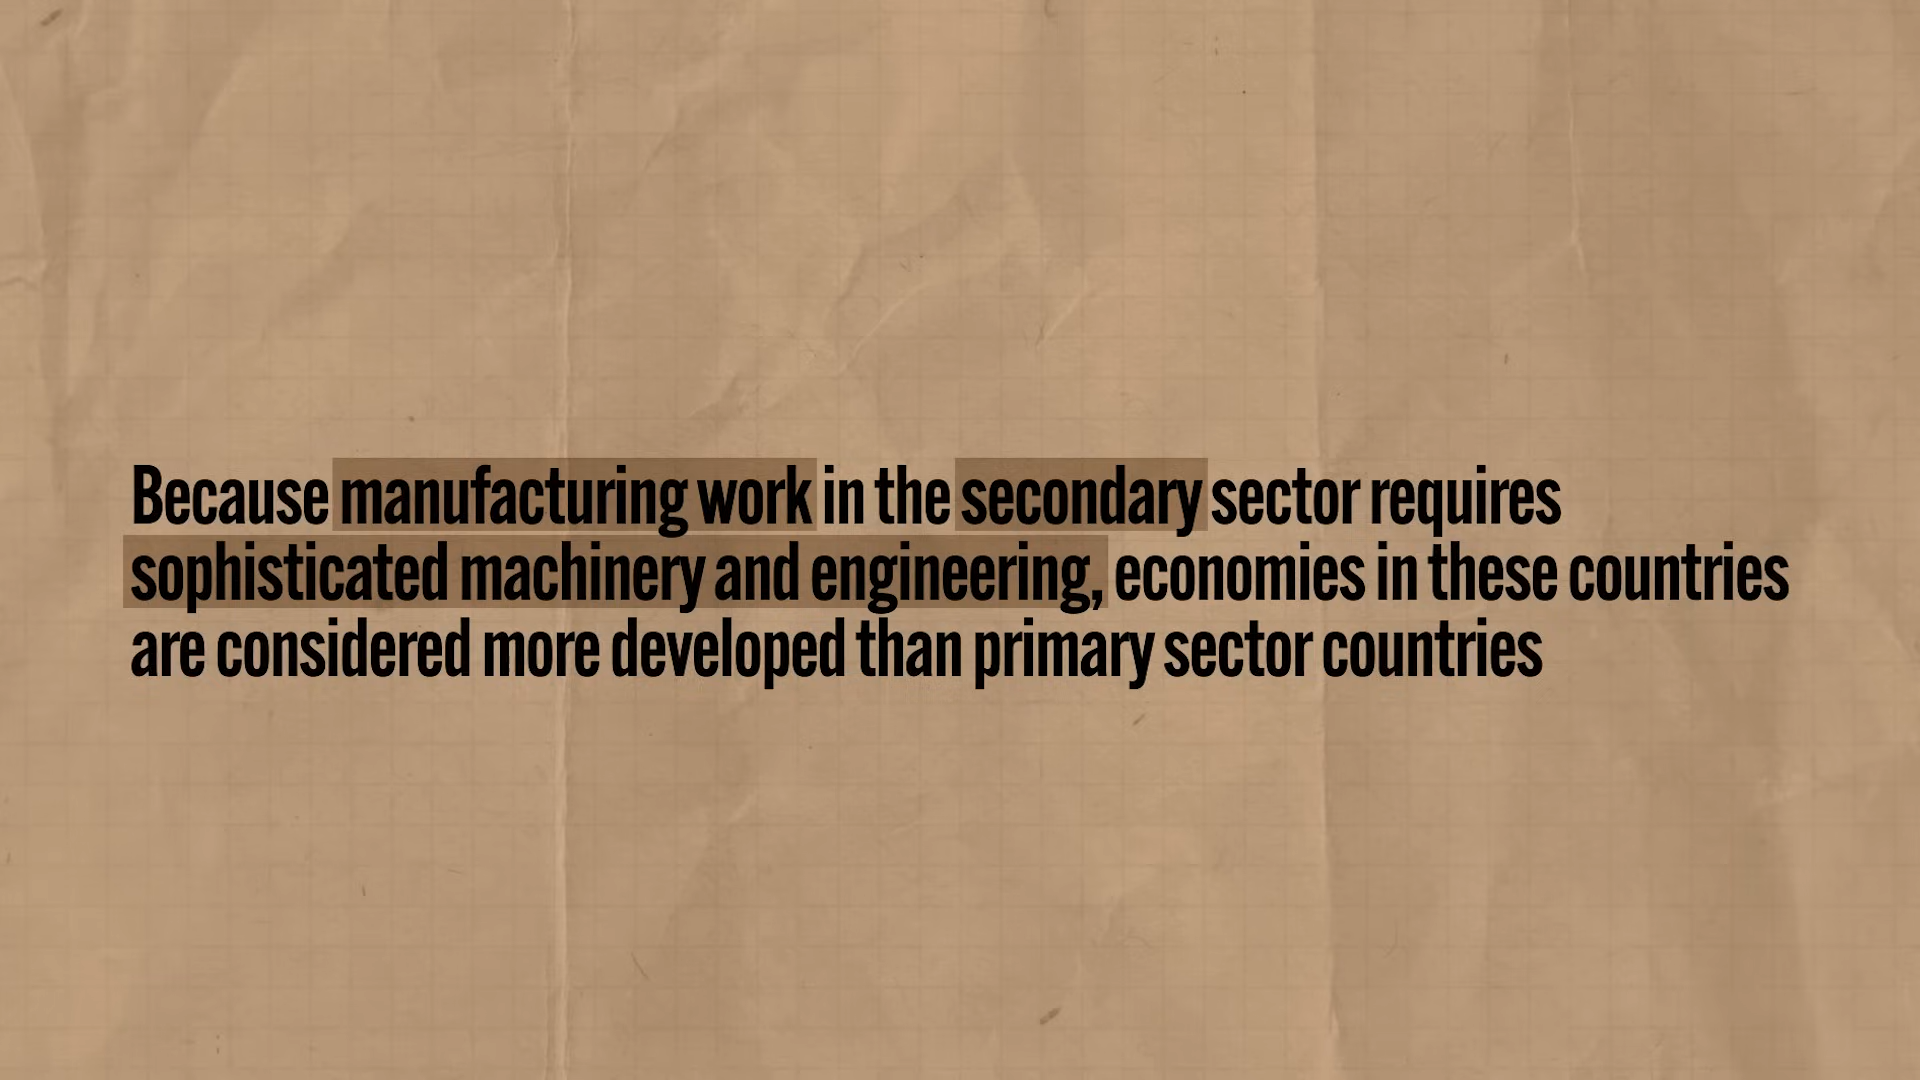 Because manufacturing work in the secondary sector requires
sophisticated machinery and engineering, economies in these countries
are considered more developed than primary sector countries